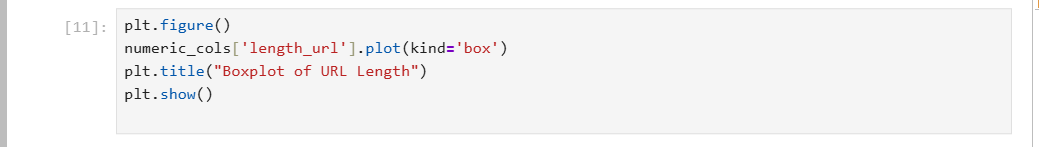 [11]: plt.figure()
numeric_cols['length_url'].plot(kind='box')
plt.title("Boxplot of URL Length")
plt.show()